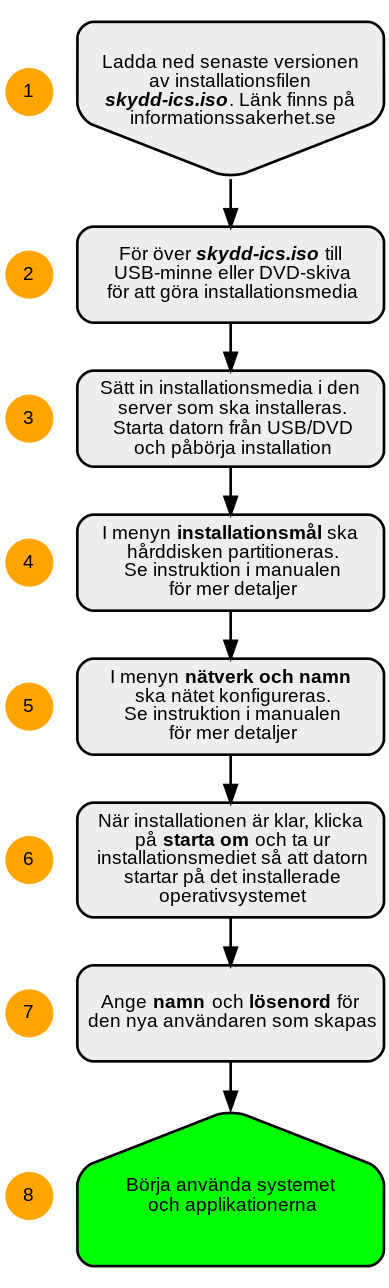 1
Ladda ned senaste versionen
av installationsfilen
skydd-ics.iso. Länk finns på
informationssakerhet.se
2
För över skydd-ics.iso till
USB-minne eller DVD-skiva
för att göra installationsmedia
3
Sätt in installationsmedia i den
server som ska installeras.
Starta datorn från USB/DVD
och påbörja installation
4
I menyn installationsmål ska
hårddisken partitioneras.
Se instruktion i manualen
för mer detaljer
5
I menyn nätverk och namn
ska nätet konfigureras.
Se instruktion i manualen
för mer detaljer
6
När installationen är klar, klicka
på starta om och ta ur
installationsmediet så att datorn
startar på det installerade
operativsystemet
7
Ange namn och lösenord för
den nya användaren som skapas
8
Börja använda systemet
och applikationerna